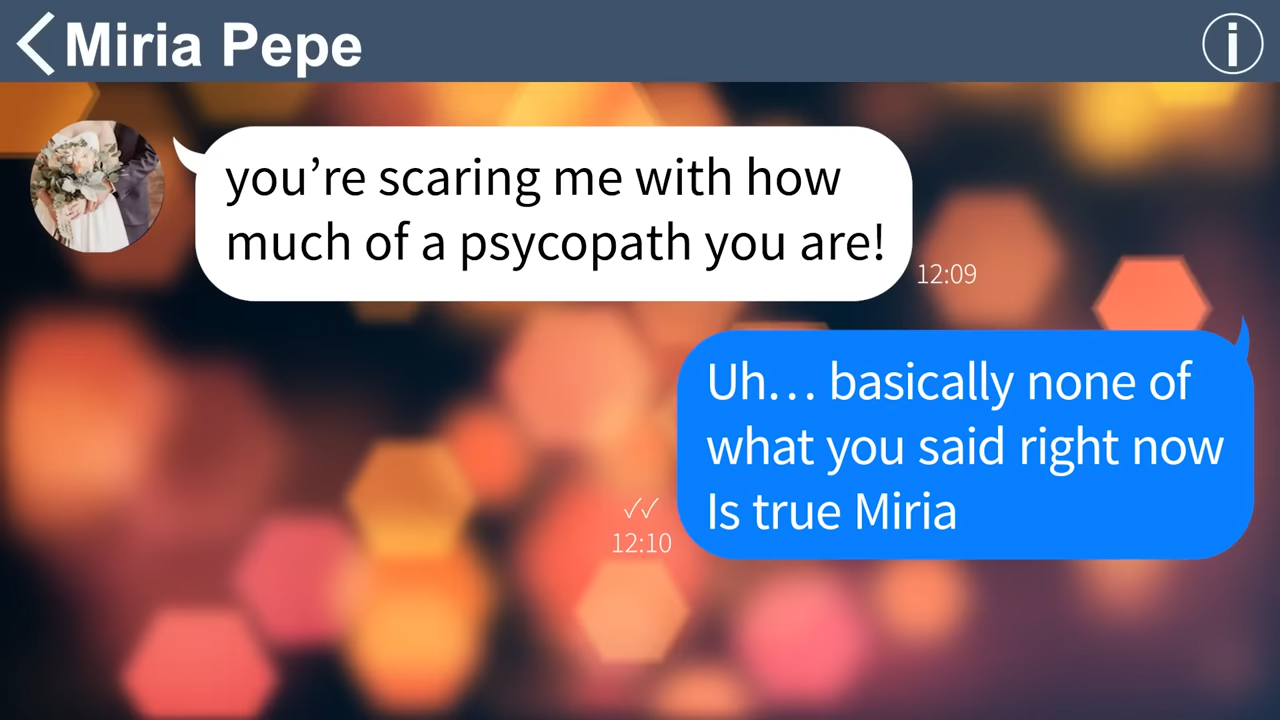 Miria Pepe
you’re scaring me with how
much of a psycopath you are!
12:09
Uh… basically none of
what you said right now
Is true Miria
✓✓
12:10